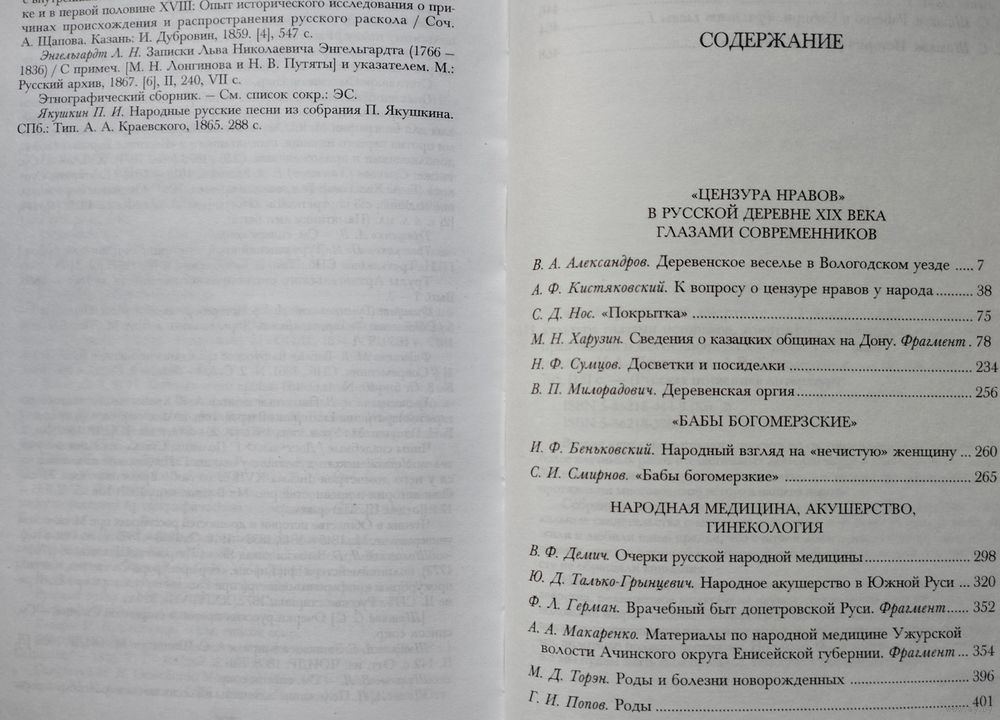 ке и в первой половине XVIII: Опыт исторического исследования о при-
чинах происхождения и распространения русского раскола / Соч.
А. Щапова. Казань: И. Дубровин, 1859. [4], 547 с.
Энгельгардт Л. Н. Записки Льва Николаевича Энгельгардта (1766 –
1836) / С примеч. [М. Н. Лонгинова и Н. В. Путяты] и указателем. М.:
Русский архив, 1867. [6], II, 240, VII с.
Этнографический сборник. – См. список сокр.: ЭС.
Якушкин П. И. Народные русские песни из собрания П. Якушкина.
СПб.: Тип. А. А. Краевского, 1865. 288 с.
СОДЕРЖАНИЕ
«ЦЕНЗУРА НРАВОВ»
В РУССКОЙ ДЕРЕВНЕ XIX ВЕКА
ГЛАЗАМИ СОВРЕМЕННИКОВ
В. А. Александров. Деревенское веселье в Вологодском уезде ..... 7
А. Ф. Кистяковский. К вопросу о цензуре нравов у народа .......... 38
С. Д. Нос. «Покрытка» .......... 75
М. Н. Харузин. Сведения о казацких общинах на Дону. Фрагмент . 78
Н. Ф. Сумцов. Досветки и посиделки .......... 234
В. П. Милорадович. Деревенская оргия .......... 256
«БАБЫ БОГОМЕРЗСКИЕ»
И. Ф. Беньковский. Народный взгляд на «нечистую» женщину ... 260
С. И. Смирнов. «Бабы богомерзкие» .......... 265
НАРОДНАЯ МЕДИЦИНА, АКУШЕРСТВО,
ГИНЕКОЛОГИЯ
В. Ф. Демич. Очерки русской народной медицины .......... 298
Ю. Д. Талько-Грынцевич. Народное акушерство в Южной Руси ... 320
Ф. Л. Герман. Врачебный быт допетровской Руси. Фрагмент ...... 352
А. А. Макаренко. Материалы по народной медицине Ужурской
волости Ачинского округа Енисейской губернии. Фрагмент ... 354
М. Д. Торэн. Роды и болезни новорожденных .......... 396
Г. И. Попов. Роды .......... 401